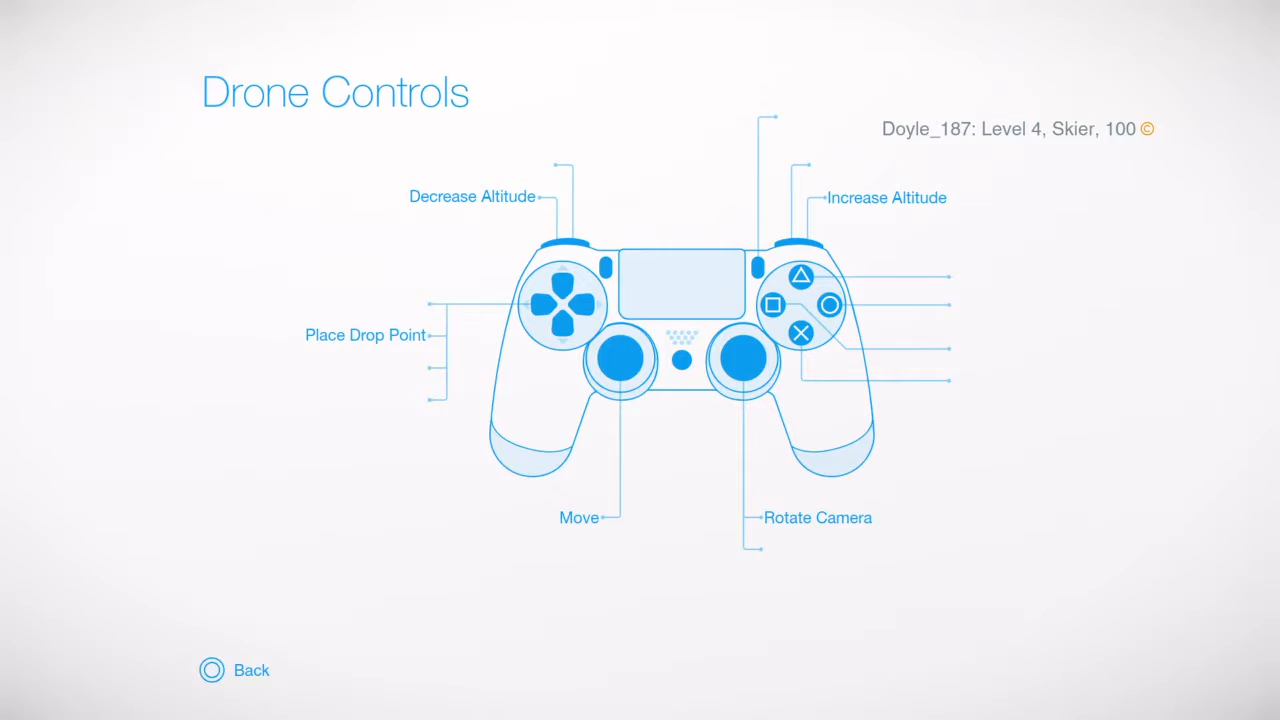 Drone Controls
Doyle_187: Level 4, Skier, 100 ©
Decrease Altitude
Increase Altitude
Place Drop Point
Move
Rotate Camera
Back